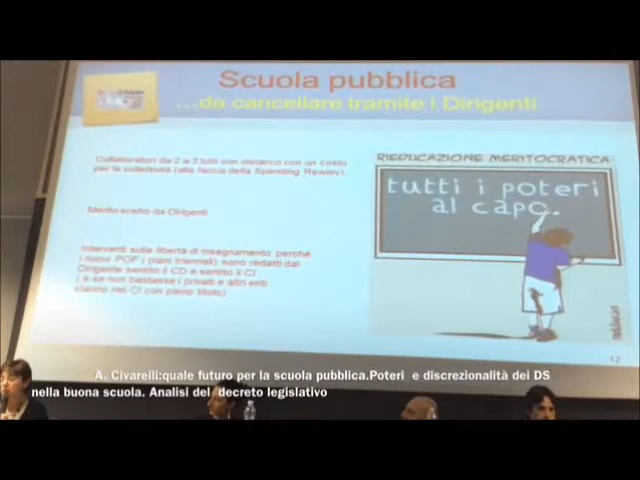 Scuola pubblica
...da cancellare tramite i Dirigenti
Collaboratori da 2 a 3 tutti con distacco con un costo
per la collettività (alla faccia della Spending Rewiev)
Merito scelto da Dirigenti
Interventi sulla libertà di insegnamento perché
i nuovi POF ( piani triennali) sono redatti dal
Dirigente sentito il CD e sentito il CI
( e se non bastasse i privati e altri enti
stanno nel CI con pieno titolo)
RIEDUCAZIONE MERITOCRATICA
tutti i poteri
al capo.
12
A. Civarelli:quale futuro per la scuola pubblica.Poteri e discrezionalità dei DS
nella buona scuola. Analisi del decreto legislativo